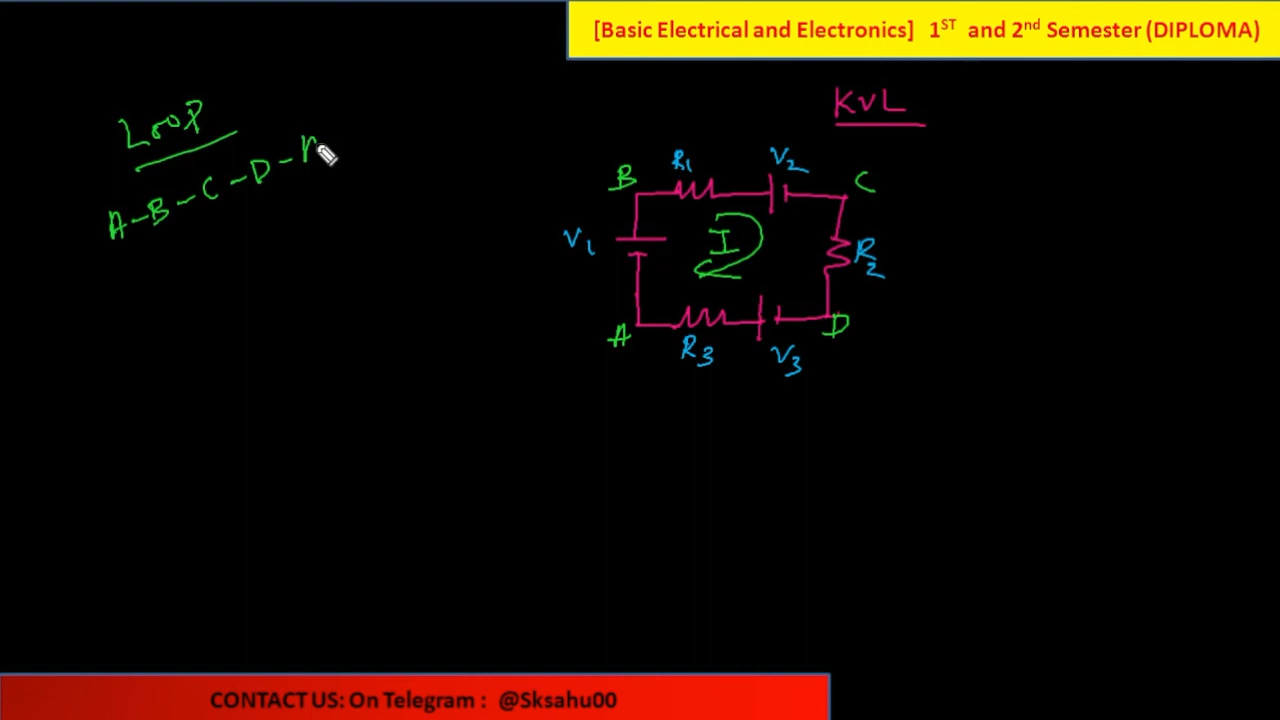 [Basic Electrical and Electronics] 1ST and 2nd Semester (DIPLOMA)
KVL
Loop
A-B-C-D-
B
R1
V2
C
V1
I
R2
A
R3
V3
D
CONTACT US: On Telegram : @Sksahu00